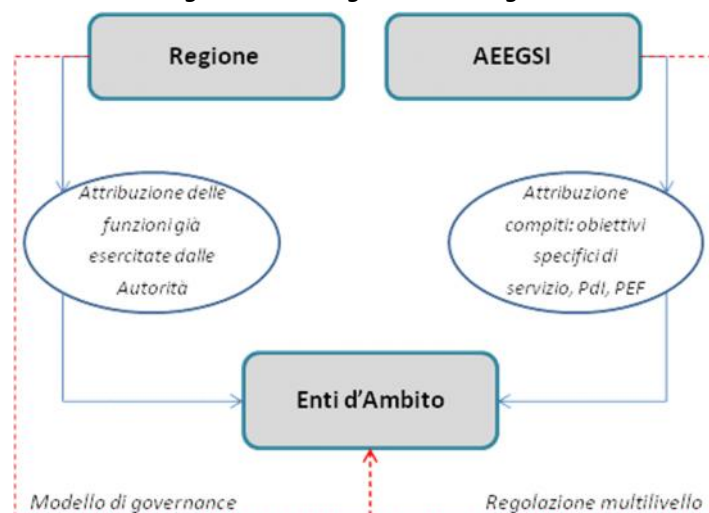 Regione
AEEGSI
Attribuzione delle
funzioni già
esercitate dalle
Autorità
Attribuzione
compiti: obiettivi
specifici di
servizio, PdI, PEF
Enti d'Ambito
Modello di governance
Regolazione multilivello